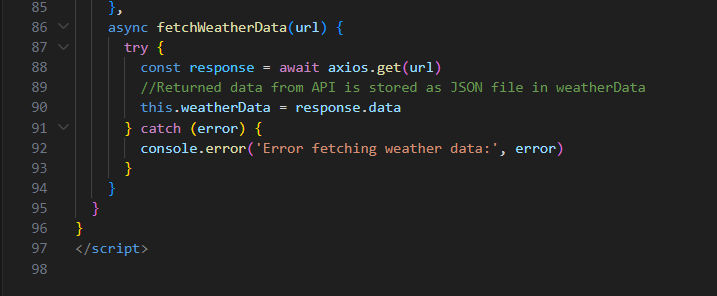 85 },
86 async fetchWeatherData(url) {
87 try {
88 const response = await axios.get(url)
89 //Returned data from API is stored as JSON file in weatherData
90 this.weatherData = response.data
91 } catch (error) {
92 console.error('Error fetching weather data:', error)
93 }
94 }
95 }
96 }
97 </script>
98